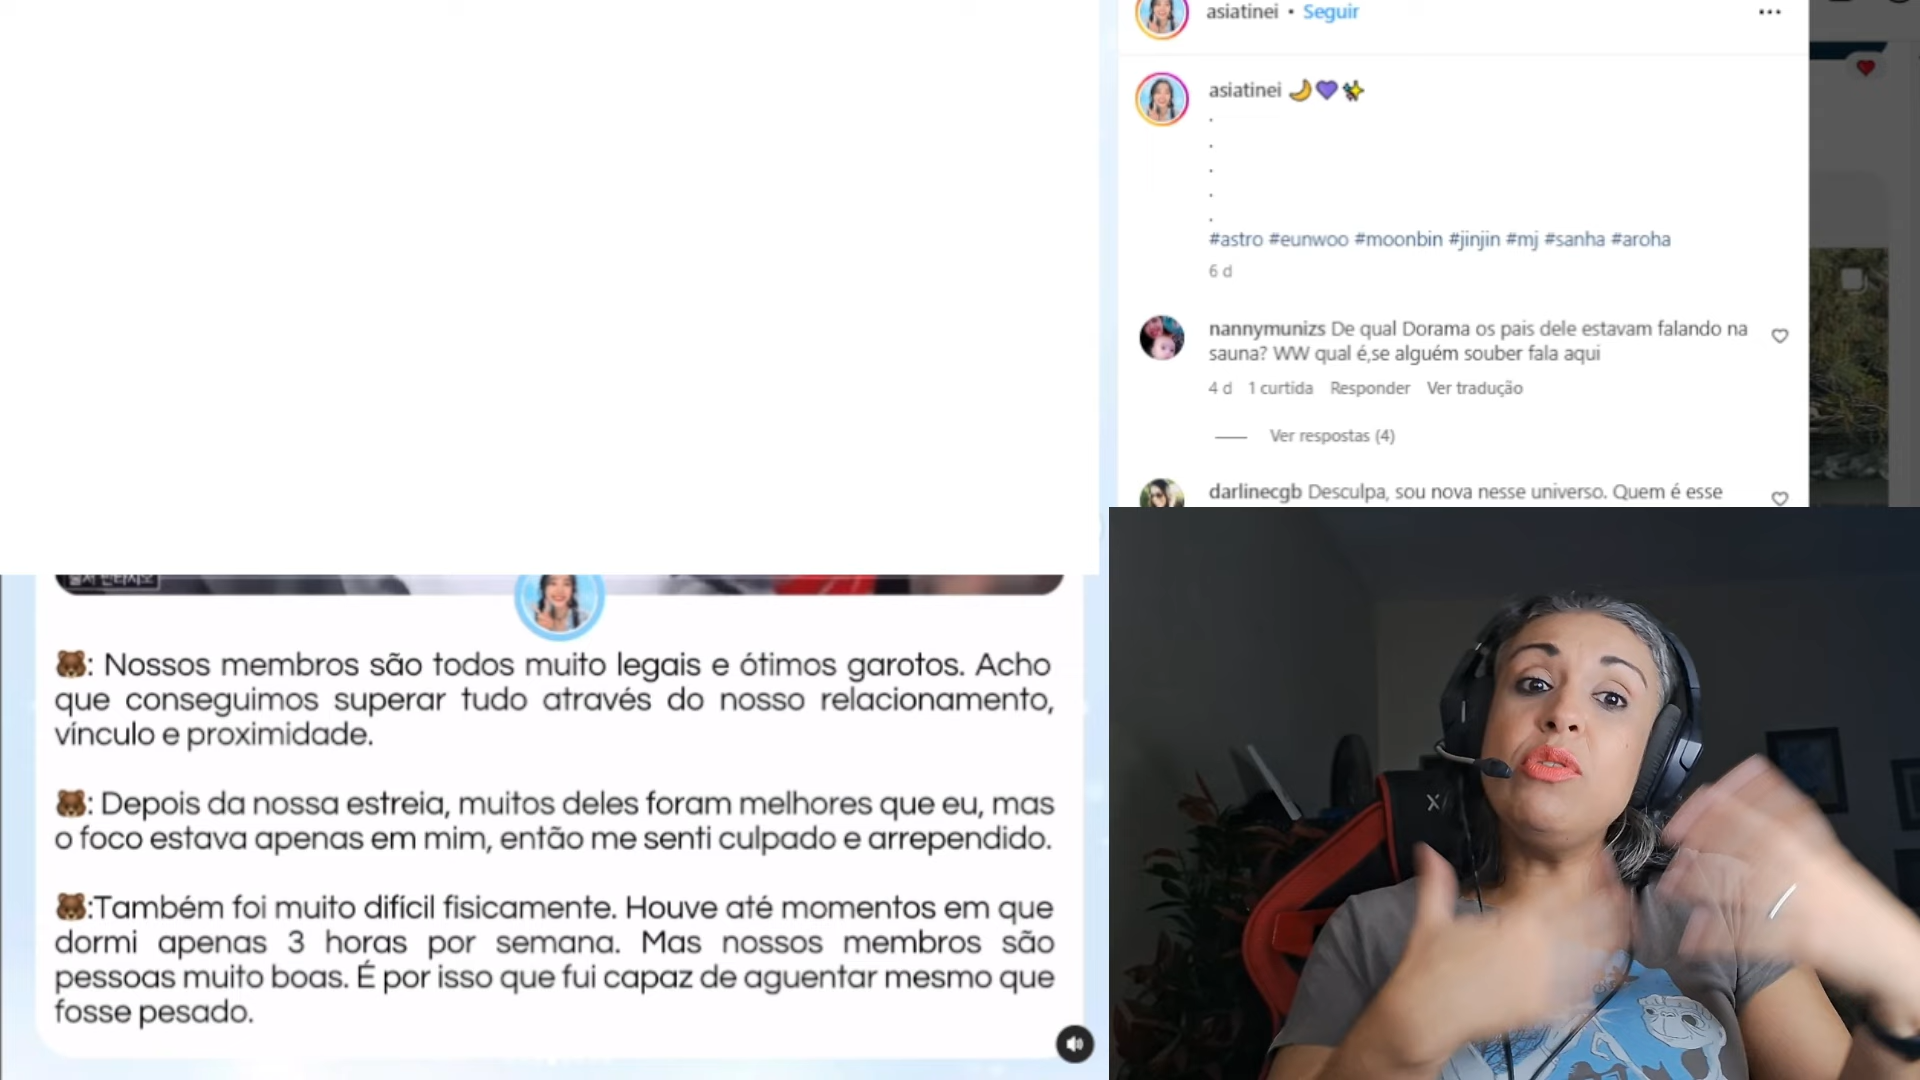 asiatinei • Seguir
asiatinei 🌙💜✨
.
.
.
.
.
#astro #eunwoo #moonbin #jinjin #mj #sanha #aroha
6 d
nannymunizs De qual Dorama os pais dele estavam falando na
sauna? WW qual é,se alguém souber fala aqui
4 d 1 curtida Responder Ver tradução
Ver respostas (4)
darlinecgb Desculpa, sou nova nesse universo. Quem é esse
🐻: Nossos membros são todos muito legais e ótimos garotos. Acho
que conseguimos superar tudo através do nosso relacionamento,
vínculo e proximidade.
🐻: Depois da nossa estreia, muitos deles foram melhores que eu, mas
o foco estava apenas em mim, então me senti culpado e arrependido.
🐻:Também foi muito difícil fisicamente. Houve até momentos em que
dormi apenas 3 horas por semana. Mas nossos membros são
pessoas muito boas. É por isso que fui capaz de aguentar mesmo que
fosse pesado.